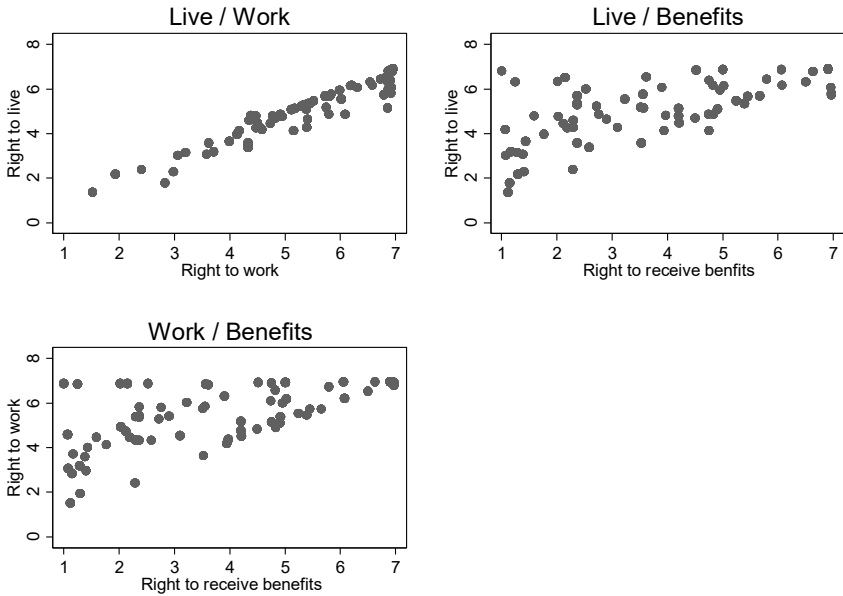 Live / Work
8
6
4
2
0
Right to live
1 2 3 4 5 6 7
Right to work
Live / Benefits
8
6
4
2
0
Right to live
1 2 3 4 5 6 7
Right to receive benfits
Work / Benefits
8
6
4
2
0
Right to work
1 2 3 4 5 6 7
Right to receive benefits